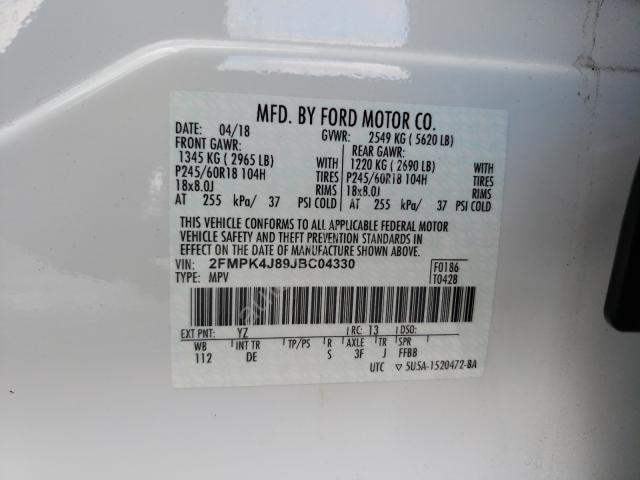 MFD. BY FORD MOTOR CO.
DATE: 04/18 GVWR: 2549 KG ( 5620 LB)
FRONT GAWR: REAR GAWR:
1345 KG ( 2965 LB) WITH 1220 KG ( 2690 LB) WITH
P245/60R18 104H TIRES P245/60R18 104H TIRES
18x8.0J RIMS 18x8.0J RIMS
AT 255 kPa/ 37 PSI COLD AT 255 kPa/ 37 PSI COLD
THIS VEHICLE CONFORMS TO ALL APPLICABLE FEDERAL MOTOR
VEHICLE SAFETY AND THEFT PREVENTION STANDARDS IN
EFFECT ON THE DATE OF MANUFACTURE SHOWN ABOVE.
VIN: 2FMPK4J89JBC04330 F0186
TYPE: MPV T0428
EXT PNT: YZ RC: 13 DSO:
WB INT TR TP/PS R AXLE TR SPR
112 DE S 3F J FFBB
UTC ▽ 5U5A-1520472-BA